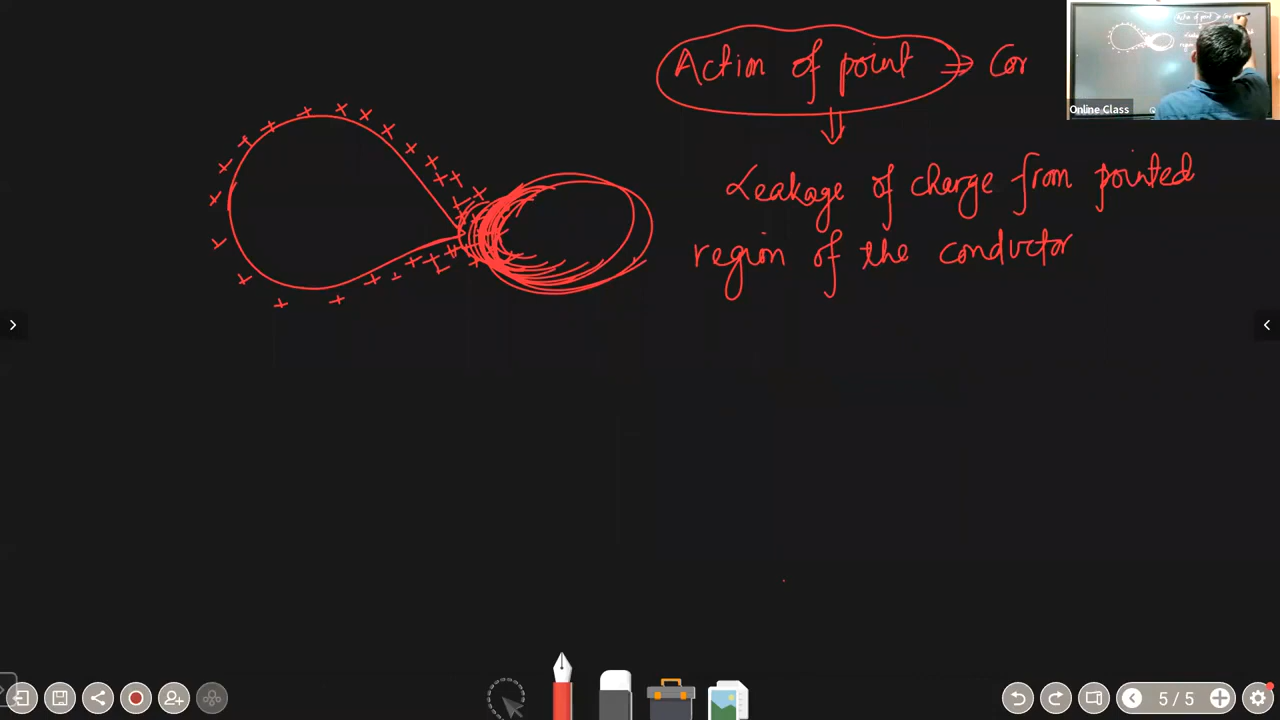 Action of point ⇒ Cor
Leakage of charge from pointed
region of the conductor
Online Class
5 / 5